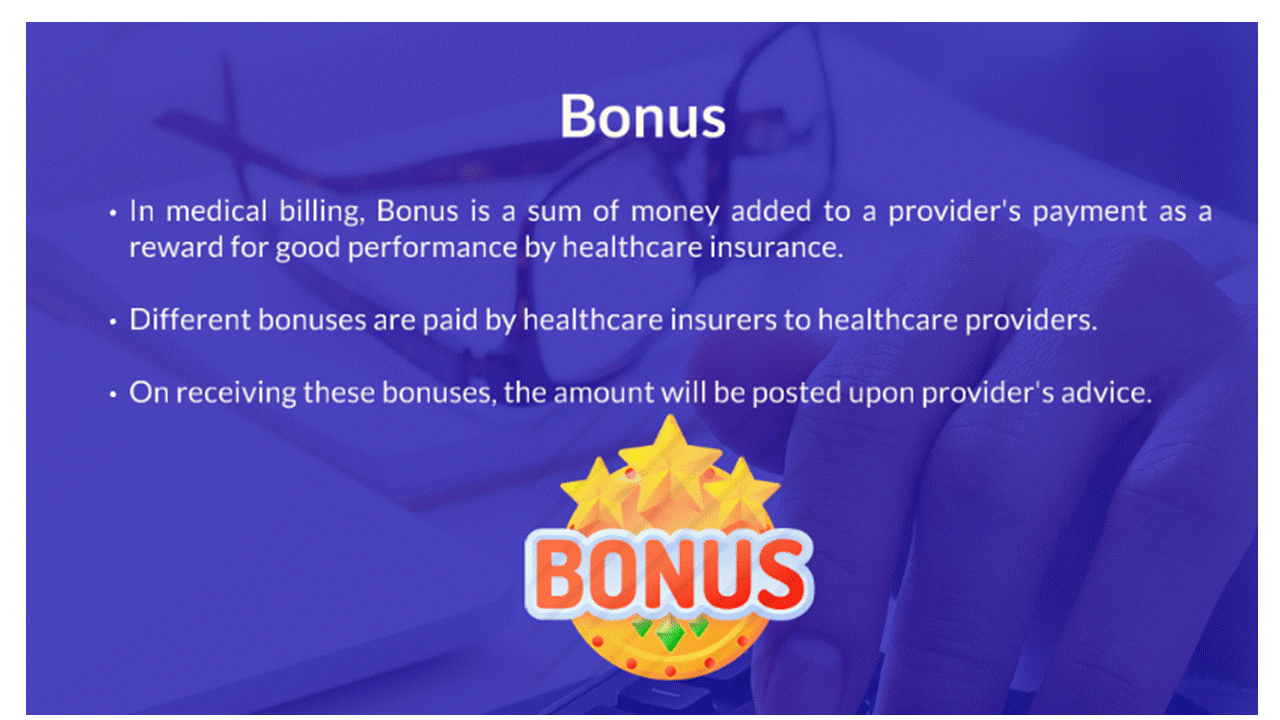 Bonus
• In medical billing, Bonus is a sum of money added to a provider's payment as a
reward for good performance by healthcare insurance.
• Different bonuses are paid by healthcare insurers to healthcare providers.
• On receiving these bonuses, the amount will be posted upon provider's advice.
BONUS